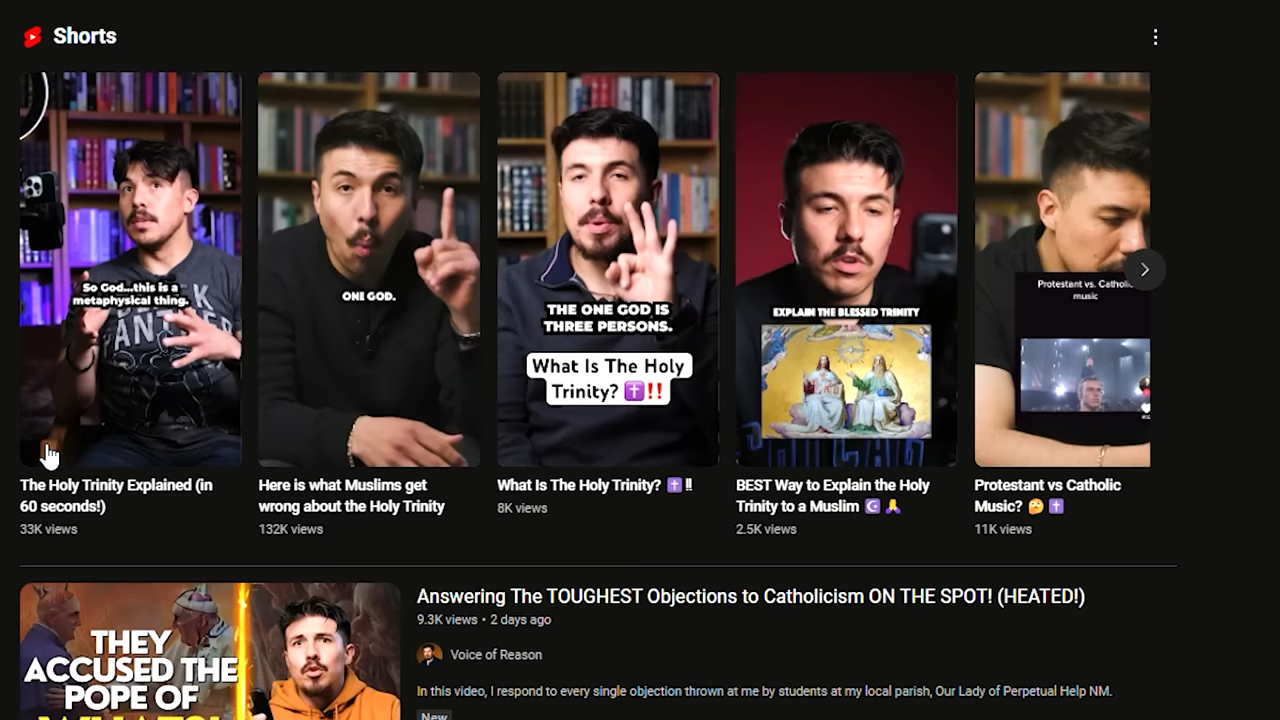 Shorts
So God...this is a
metaphysical thing.
PANTHER
ONE GOD.
THE ONE GOD IS
THREE PERSONS.
What Is The Holy
Trinity? ✝️‼️
EXPLAIN THE BLESSED TRINITY
Protestant vs. Catholic
music
The Holy Trinity Explained (in
60 seconds!)
33K views
Here is what Muslims get
wrong about the Holy Trinity
132K views
What Is The Holy Trinity? ✝️‼️
8K views
BEST Way to Explain the Holy
Trinity to a Muslim ☪️🙏
2.5K views
Protestant vs Catholic
Music? 🤔✝️
11K views
THEY
ACCUSED THE
POPE OF
WHAT?!
Answering The TOUGHEST Objections to Catholicism ON THE SPOT! (HEATED!)
9.3K views • 2 days ago
Voice of Reason
In this video, I respond to every single objection thrown at me by students at my local parish, Our Lady of Perpetual Help NM.
New